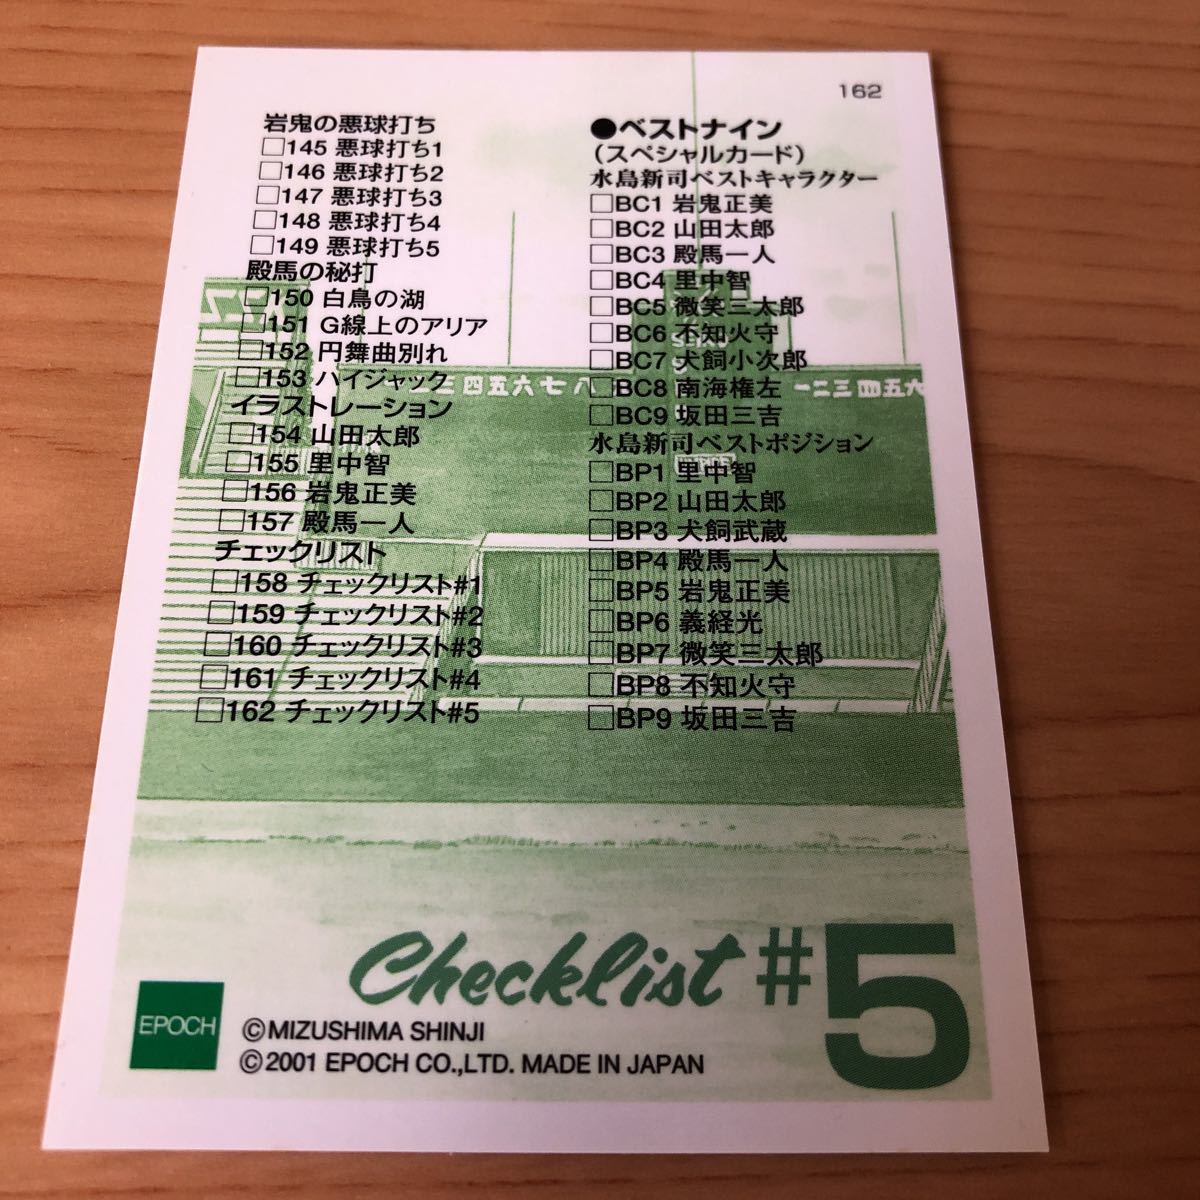 162
岩鬼の悪球打ち
□145 悪球打ち1
□146 悪球打ち2
□147 悪球打ち3
□148 悪球打ち4
□149 悪球打ち5
殿馬の秘打
□150 白鳥の湖
□151 G線上のアリア
□152 円舞曲別れ
□153 ハイジャック
イラストレーション
□154 山田太郎
□155 里中智
□156 岩鬼正美
□157 殿馬一人
チェックリスト
□158 チェックリスト#1
□159 チェックリスト#2
□160 チェックリスト#3
□161 チェックリスト#4
□162 チェックリスト#5
●ベストナイン
（スペシャルカード）
水島新司ベストキャラクター
□BC1 岩鬼正美
□BC2 山田太郎
□BC3 殿馬一人
□BC4 里中智
□BC5 微笑三太郎
□BC6 不知火守
□BC7 犬飼小次郎
□BC8 南海権左
□BC9 坂田三吉
水島新司ベストポジション
□BP1 里中智
□BP2 山田太郎
□BP3 犬飼武蔵
□BP4 殿馬一人
□BP5 岩鬼正美
□BP6 義経光
□BP7 微笑三太郎
□BP8 不知火守
□BP9 坂田三吉
三四五六七八
一二三四五六
Checklist #5
EPOCH
©MIZUSHIMA SHINJI
©2001 EPOCH CO.,LTD. MADE IN JAPAN